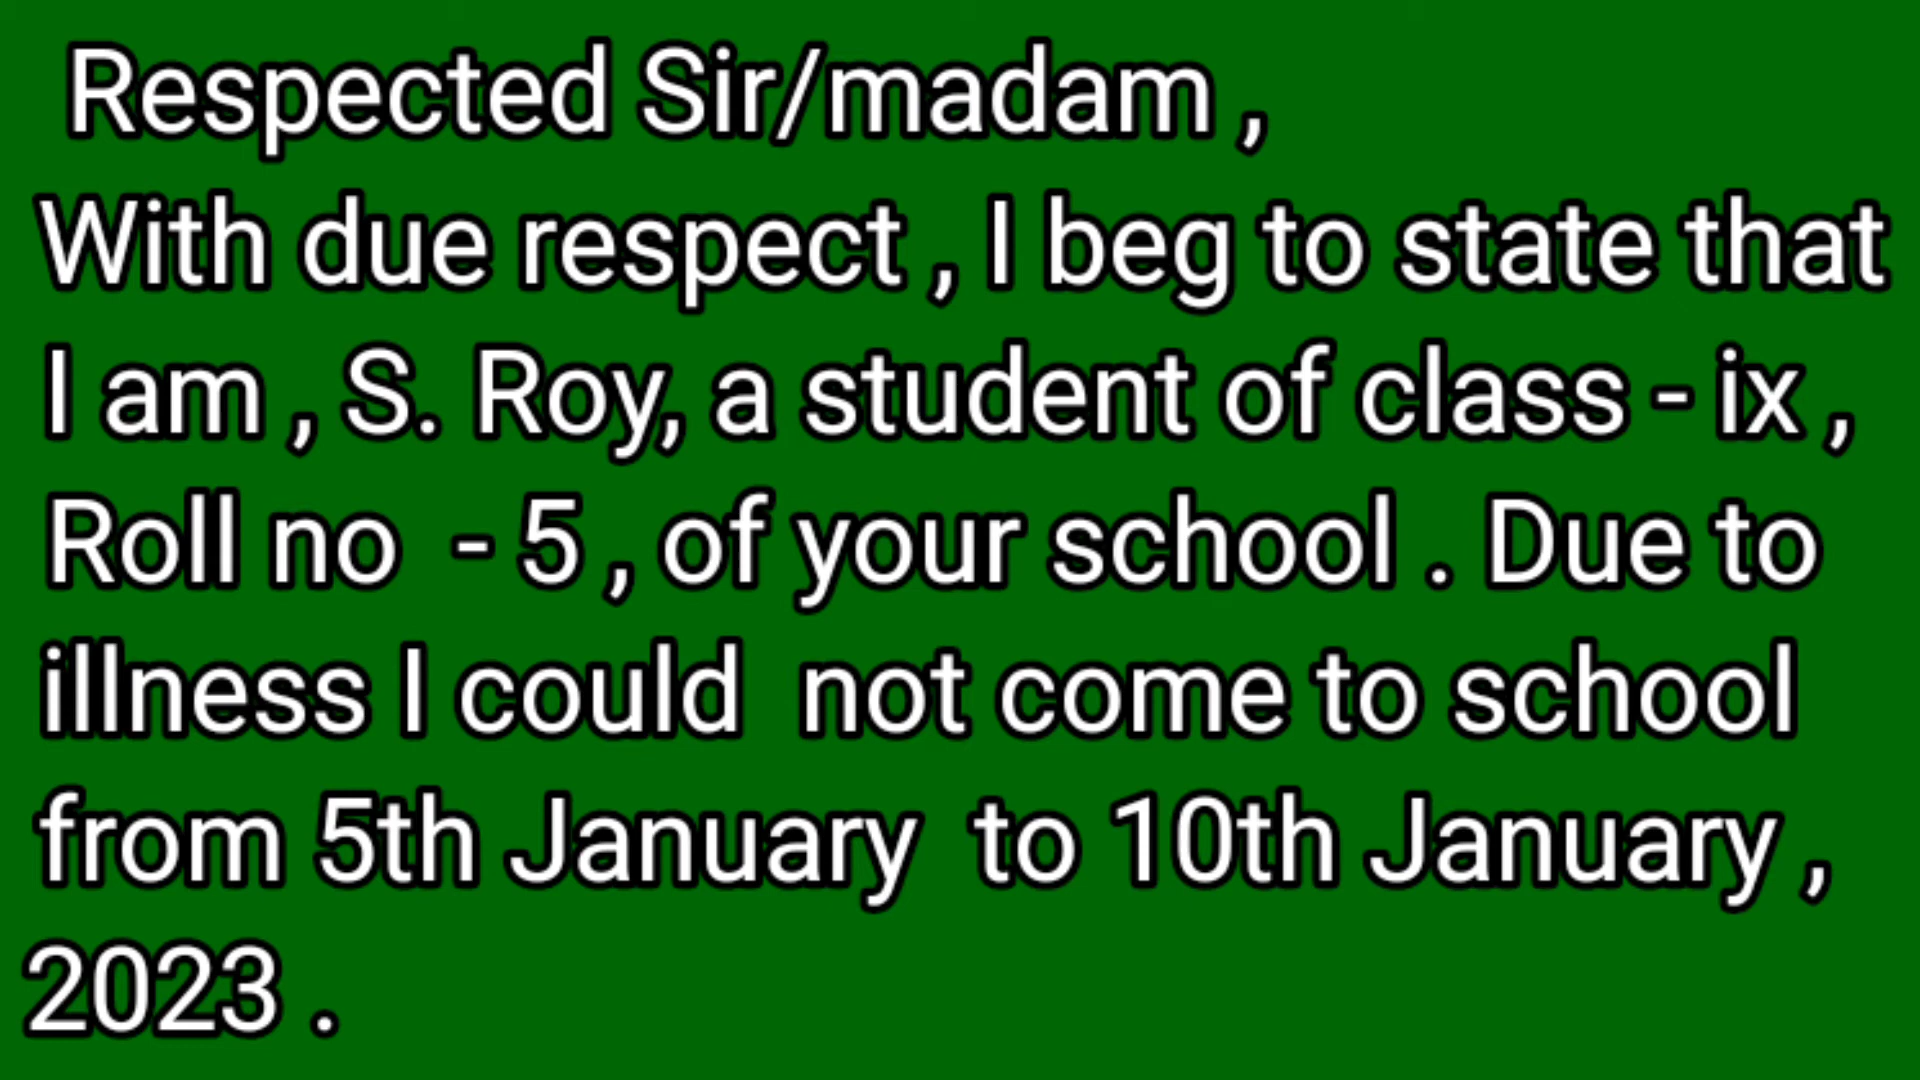 Respected Sir/madam ,
With due respect , I beg to state that
I am , S. Roy, a student of class - ix ,
Roll no - 5 , of your school . Due to
illness I could not come to school
from 5th January to 10th January ,
2023 .